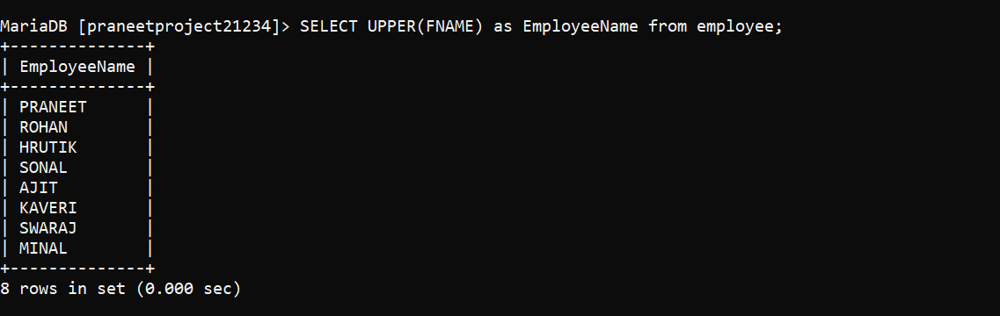 MariaDB [praneetproject21234]> SELECT UPPER(FNAME) as EmployeeName from employee;
+--------------+
| EmployeeName |
+--------------+
| PRANEET      |
| ROHAN        |
| HRUTIK       |
| SONAL        |
| AJIT         |
| KAVERI       |
| SWARAJ       |
| MINAL        |
+--------------+
8 rows in set (0.000 sec)